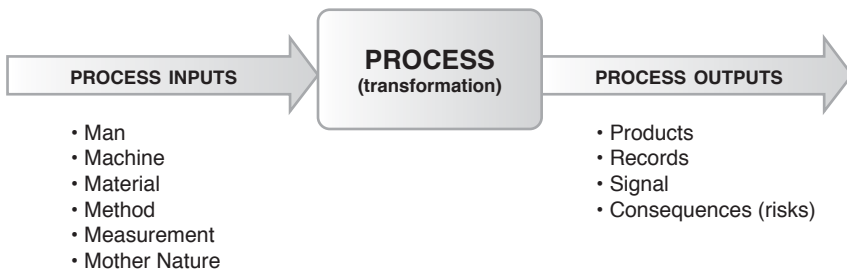 PROCESS INPUTS
PROCESS
(transformation)
PROCESS OUTPUTS
• Man
• Machine
• Material
• Method
• Measurement
• Mother Nature
• Products
• Records
• Signal
• Consequences (risks)